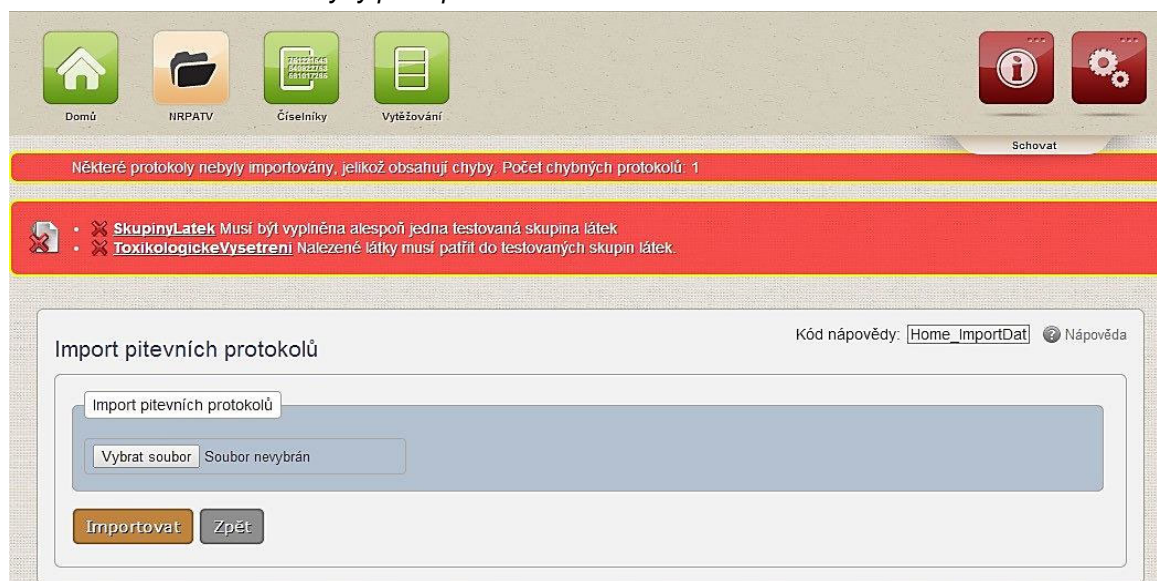 Domů NRPATV Číselníky Vytěžování
Schovat
Některé protokoly nebyly importovány, jelikož obsahují chyby. Počet chybných protokolů: 1
SkupinyLatek Musí být vyplněna alespoň jedna testovaná skupina látek
ToxikologickeVysetreni Nalezené látky musí patřit do testovaných skupin látek.
Kód nápovědy: Home_ImportDat Nápověda
Import pitevních protokolů
Import pitevních protokolů
Vybrat soubor Soubor nevybrán
Importovat Zpět